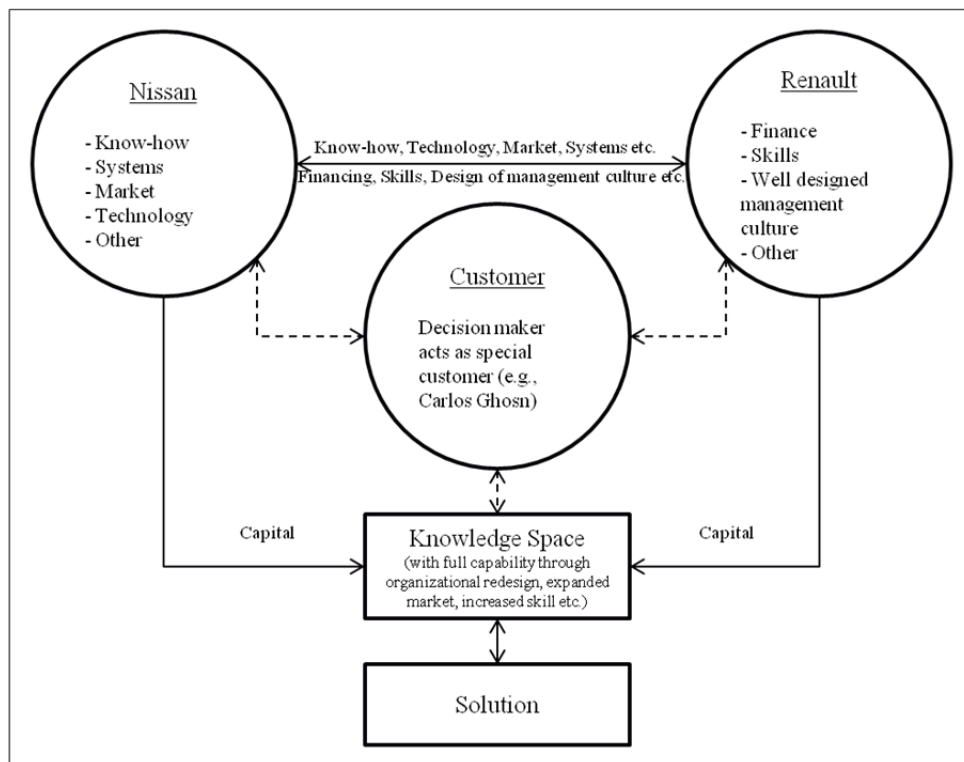 Nissan
- Know-how
- Systems
- Market
- Technology
- Other
Know-how, Technology, Market, Systems etc.
Financing, Skills, Design of management culture etc.
Renault
- Finance
- Skills
- Well designed
management
culture
- Other
Customer
Decision maker
acts as special
customer (e.g.,
Carlos Ghosn)
Capital
Capital
Knowledge Space
(with full capability through
organizational redesign, expanded
market, increased skill etc.)
Solution